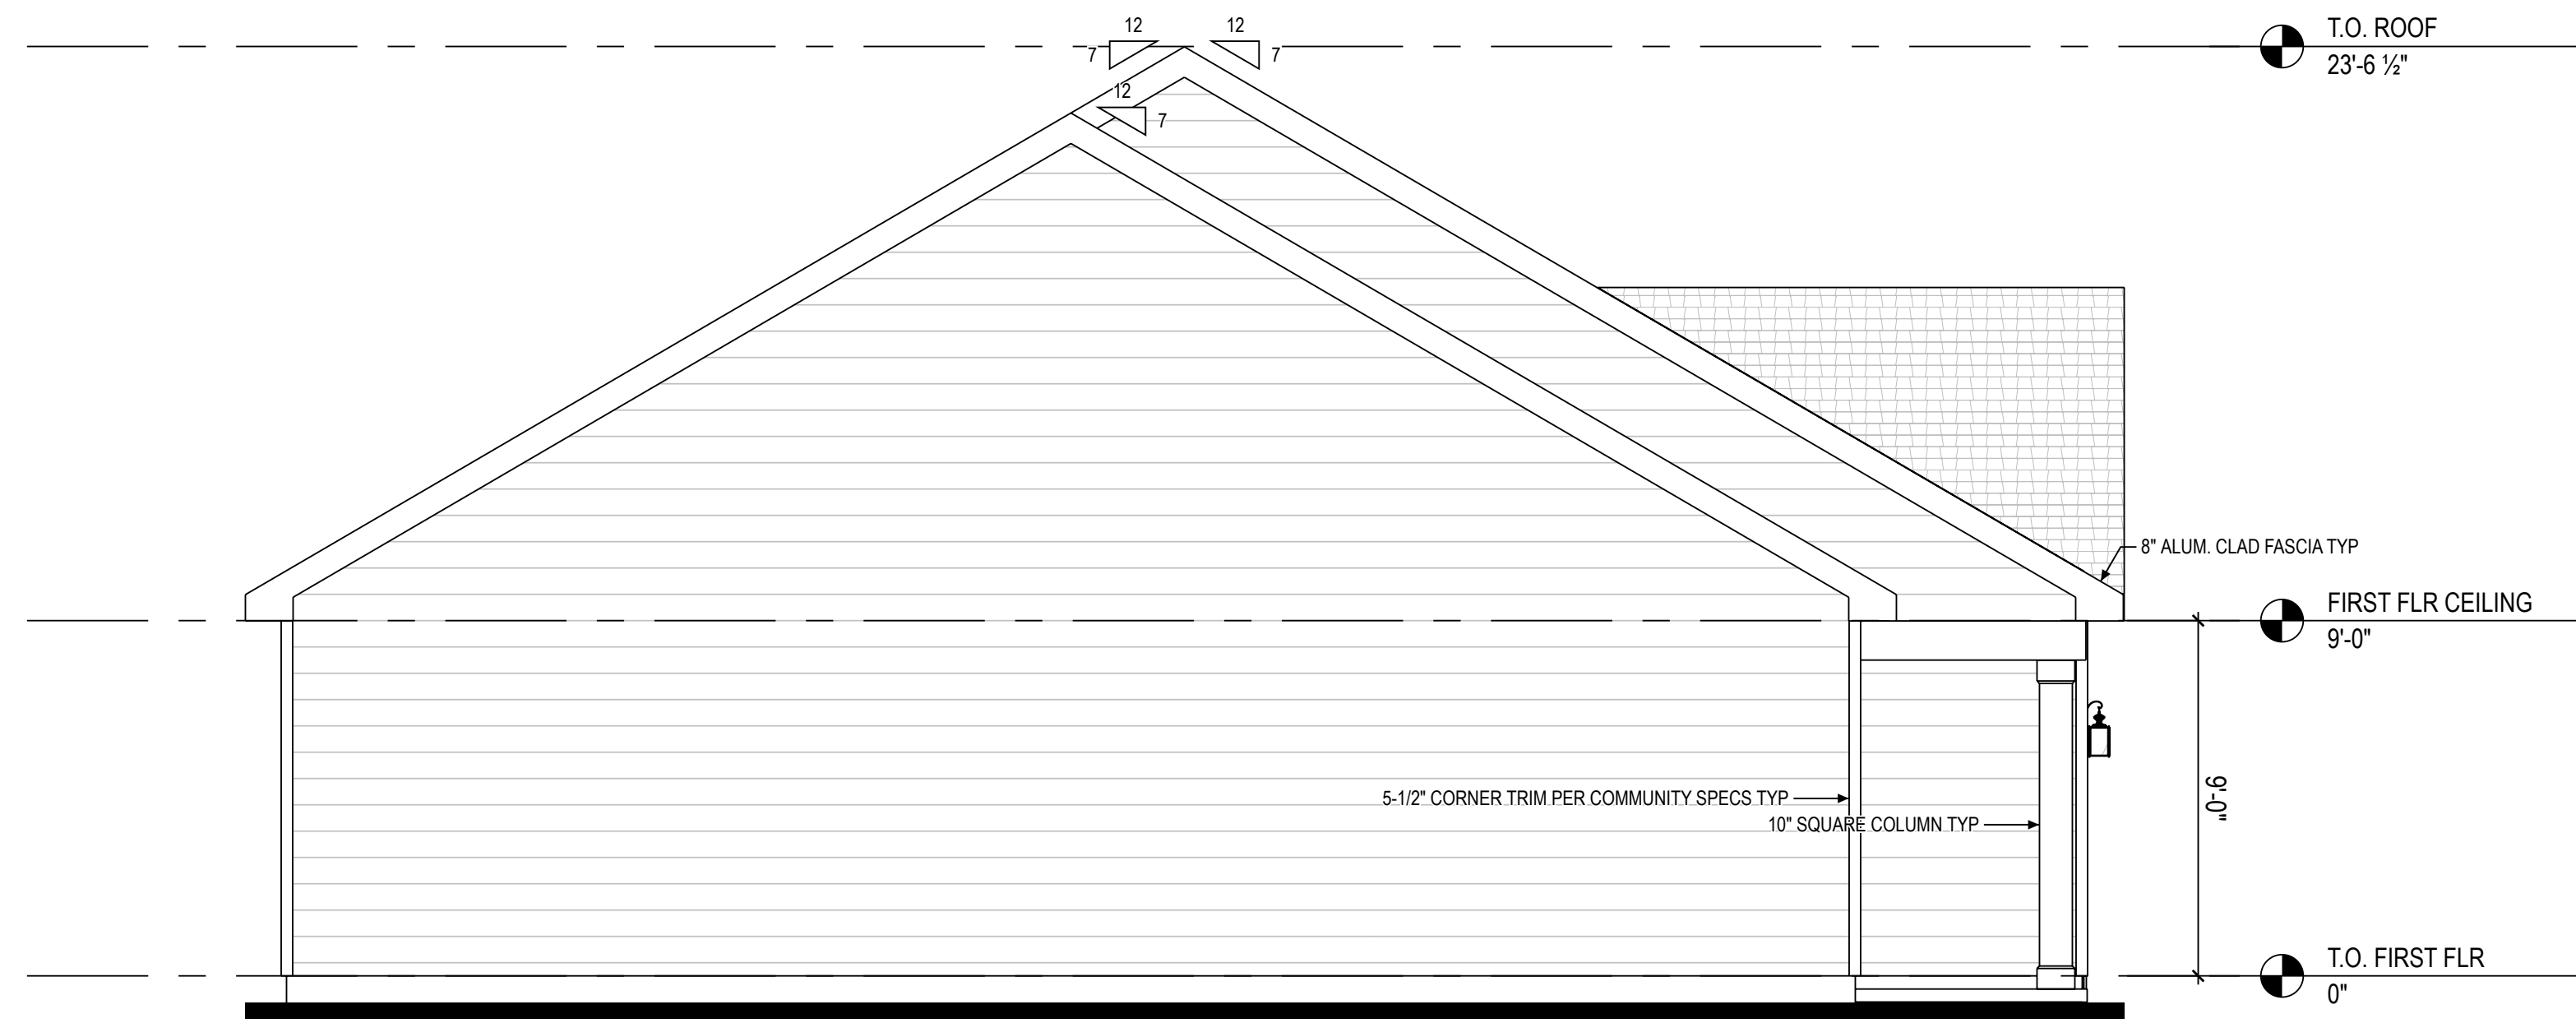 12
12
T.O. ROOF
7
7
23'-6 ½"
12
7
8" ALUM. CLAD FASCIA TYP
FIRST FLR CEILING
9'-0"
5-1/2" CORNER TRIM PER COMMUNITY SPECS TYP
9'-0"
10" SQUARE COLUMN TYP
T.O. FIRST FLR
0"